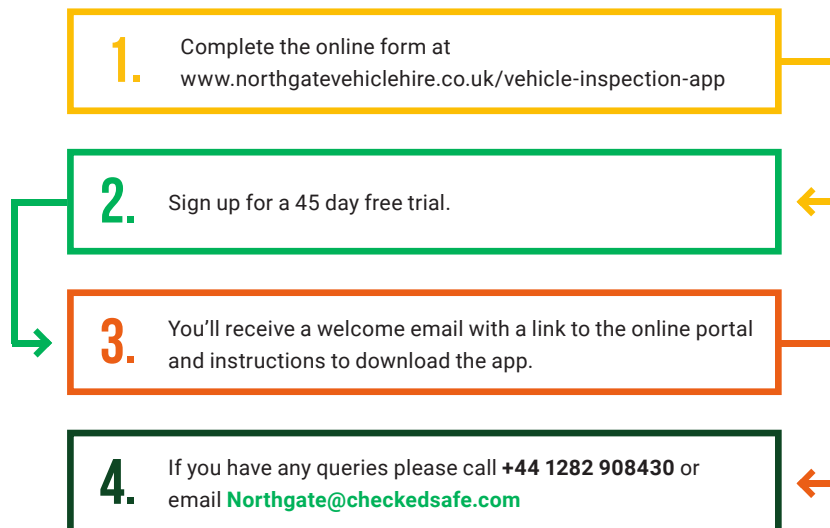 1.
Complete the online form at
www.northgatevehiclehire.co.uk/vehicle-inspection-app
2.
Sign up for a 45 day free trial.
3.
You’ll receive a welcome email with a link to the online portal
and instructions to download the app.
4.
If you have any queries please call +44 1282 908430 or
email Northgate@checkedsafe.com